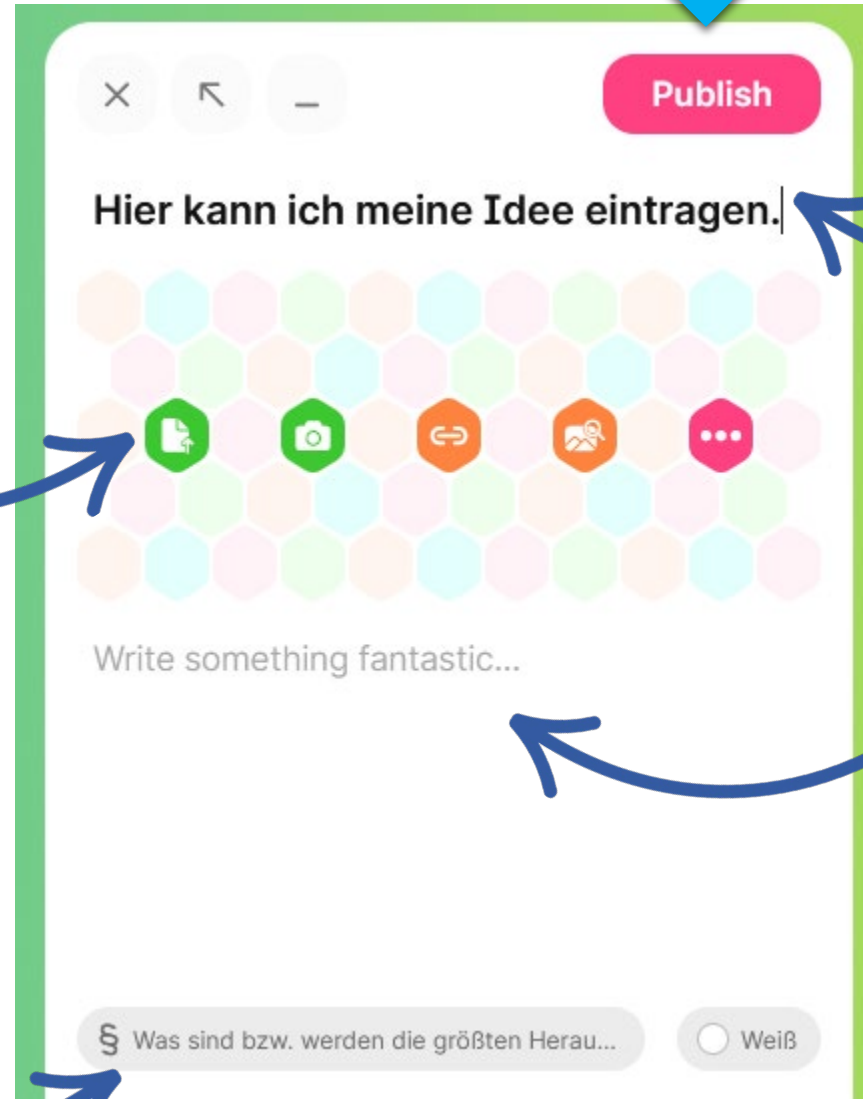 Publish
Hier kann ich meine Idee eintragen.
Write something fantastic...
§ Was sind bzw. werden die größten Herau...
Weiß